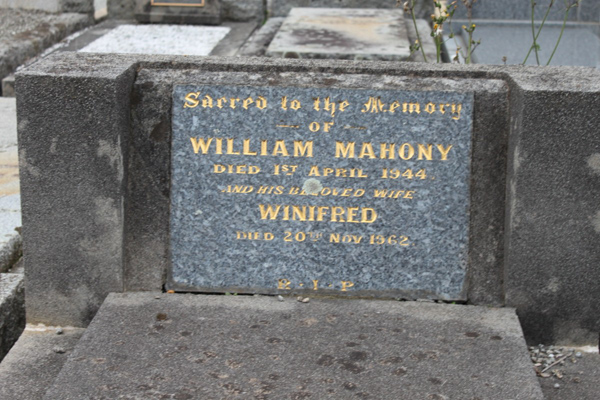 Sacred to the Memory
OF
WILLIAM MAHONY
DIED 1ST APRIL 1944.
AND HIS BELOVED WIFE
WINIFRED
DIED 20TH NOV 1962.
R.I.P